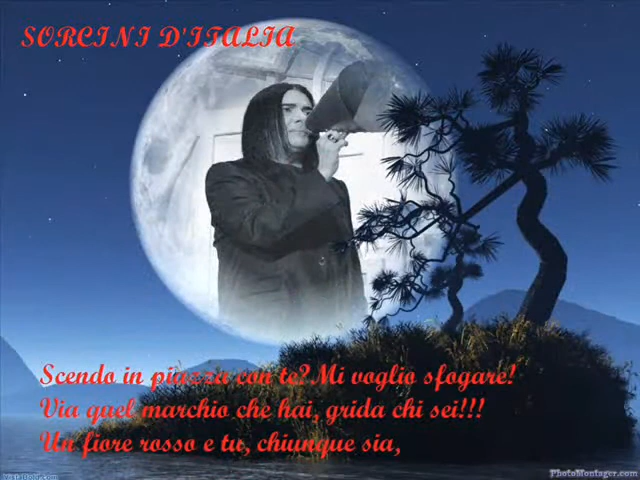 SORCINI D'ITALIA
Scendo in piazza con te?Mi voglio sfogare!
Via quel marchio che hai, grida chi sei!!!
Un fiore rosso e tu, chiunque sia,
PhotoMontager.com